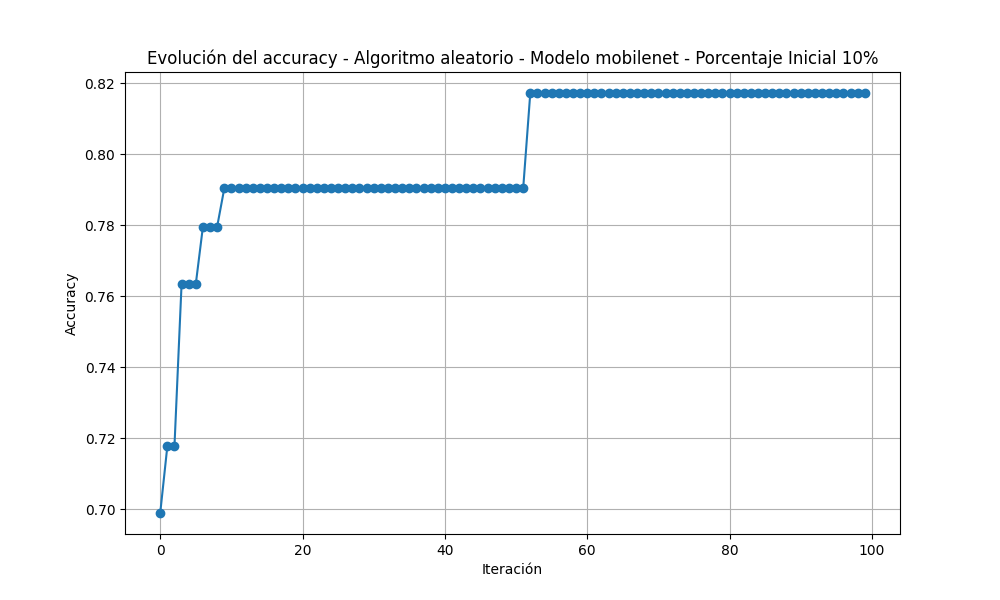 Evolución del accuracy - Algoritmo aleatorio - Modelo mobilenet - Porcentaje Inicial 10%
0.82
0.80
0.78
0.76
0.74
0.72
0.70
Accuracy
0 20 40 60 80 100
Iteración